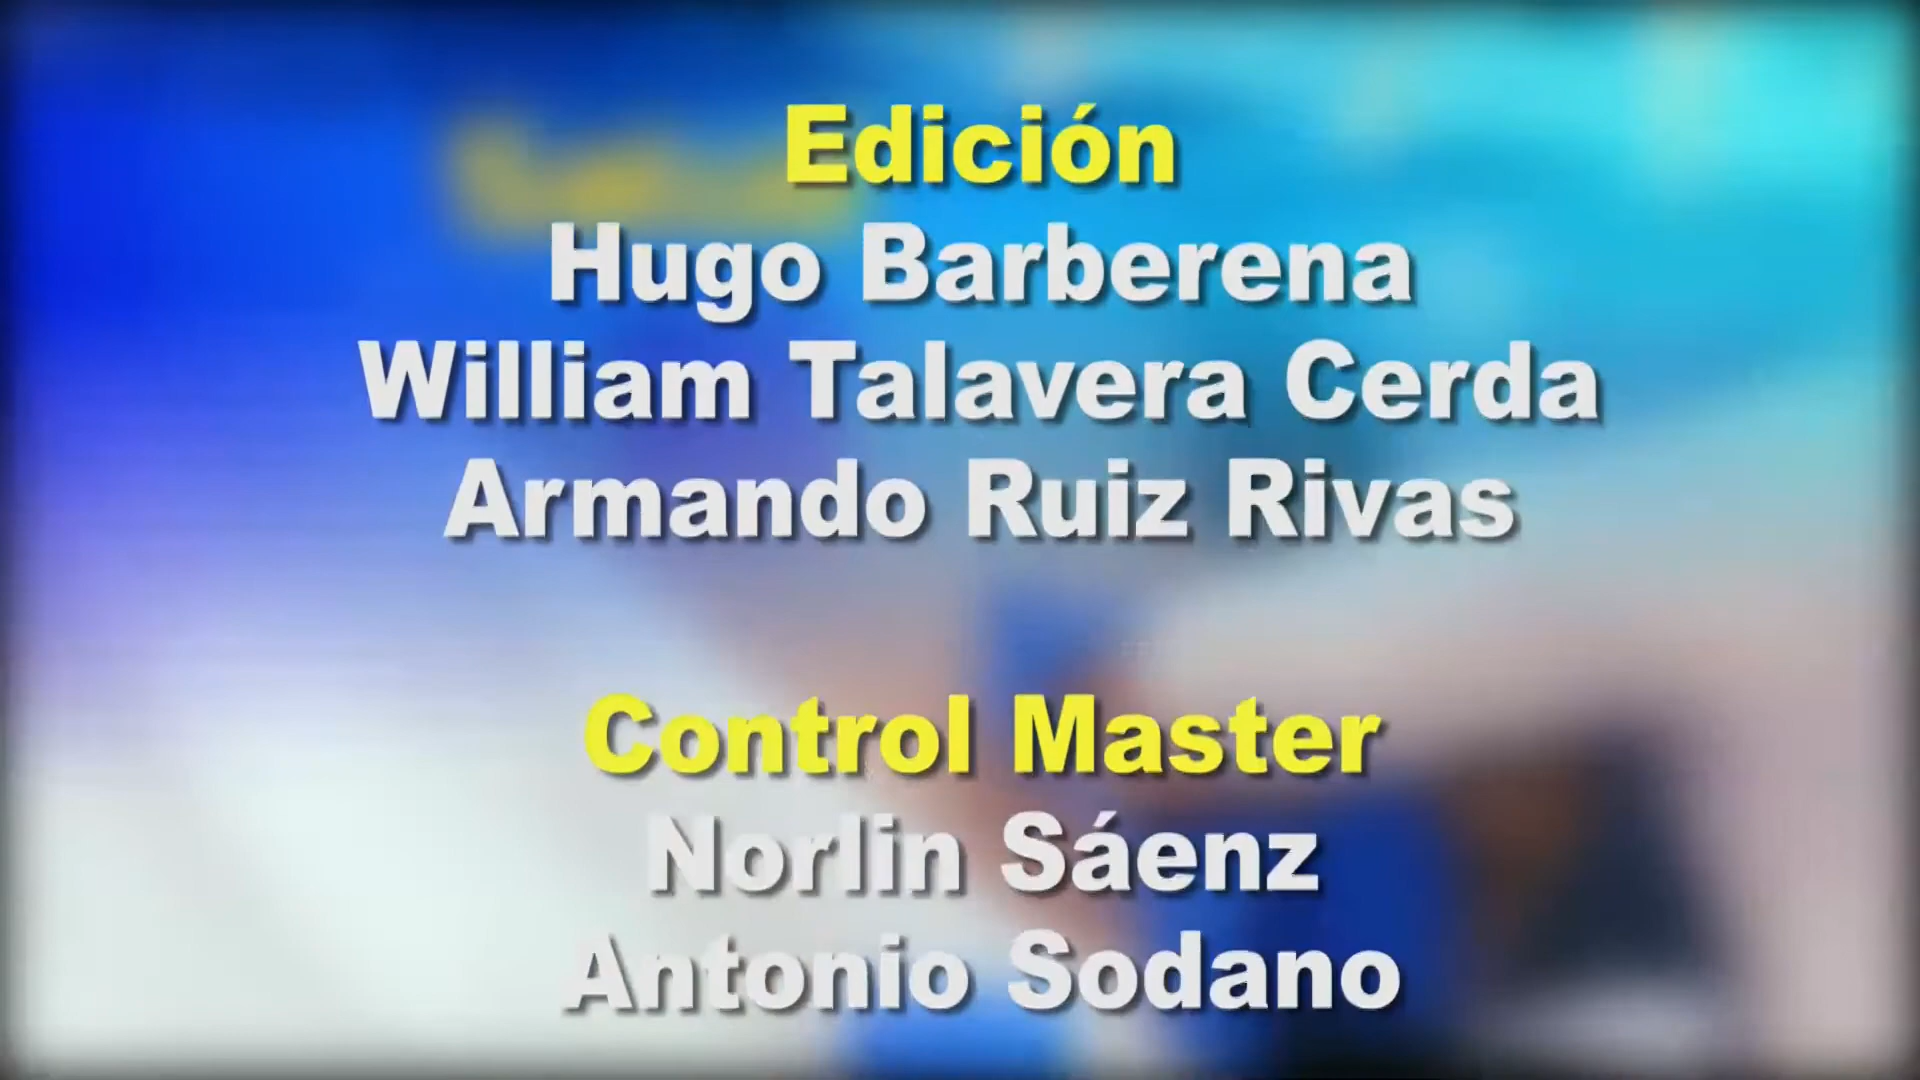 Edición
Hugo Barberena
William Talavera Cerda
Armando Ruiz Rivas
Control Master
Norlin Sáenz
Antonio Sodano